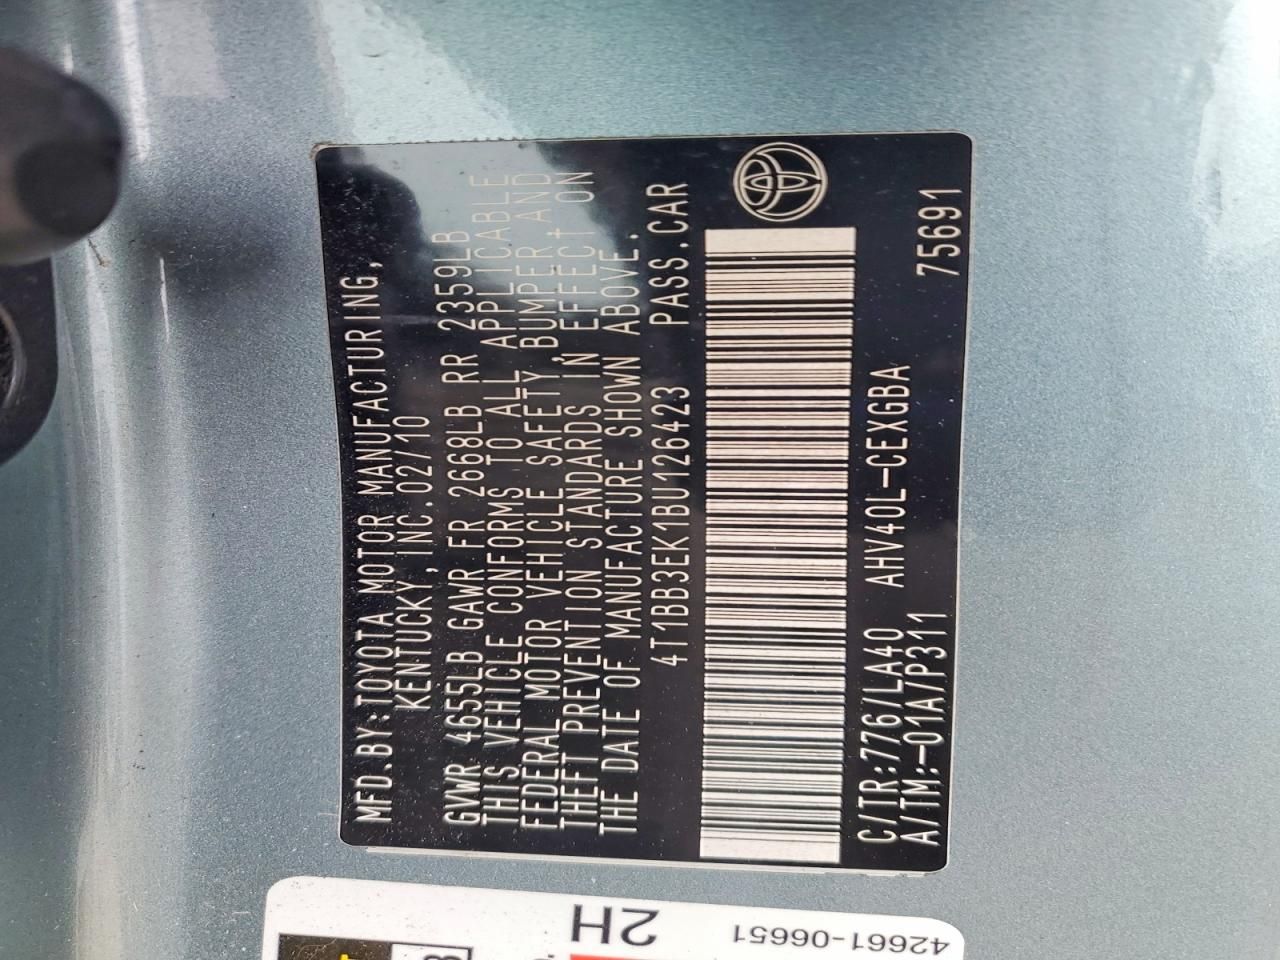 MFD.BY:TOYOTA MOTOR MANUFACTURING,
KENTUCKY,INC.02/10
GVWR 4655LB GAWR FR 2668LB RR 2359LB
THIS VEHICLE CONFORMS TO ALL APPLICABLE
FEDERAL MOTOR VEHICLE SAFETY,BUMPER,AND
THEFT PREVENTION STANDARDS IN EFFECT ON
THE DATE OF MANUFACTURE SHOWN ABOVE.
4T1BB3EK1BU126423 PASS.CAR
C/TR:776/LA40 AHV40L-CEXGBA
A/TM:-01A/P311 75691
42661-06651
2H